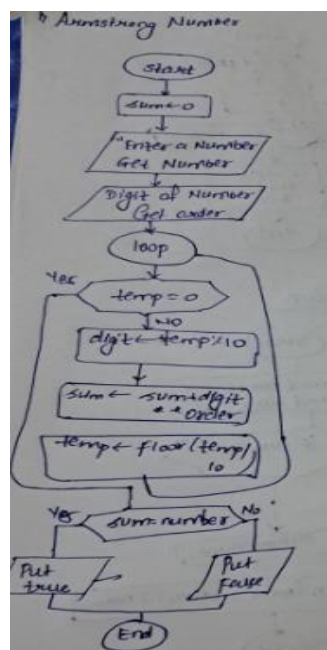 Armstrong Number
Start
sum←0
"Enter a Number
Get Number
Digit of Number
Get order
loop
Yes
temp = 0
NO
digit ← temp % 10
sum ← sum+digit
** order
temp ← floor(temp/
10
Yes
sum=number
No
Put
true
Put
False
End